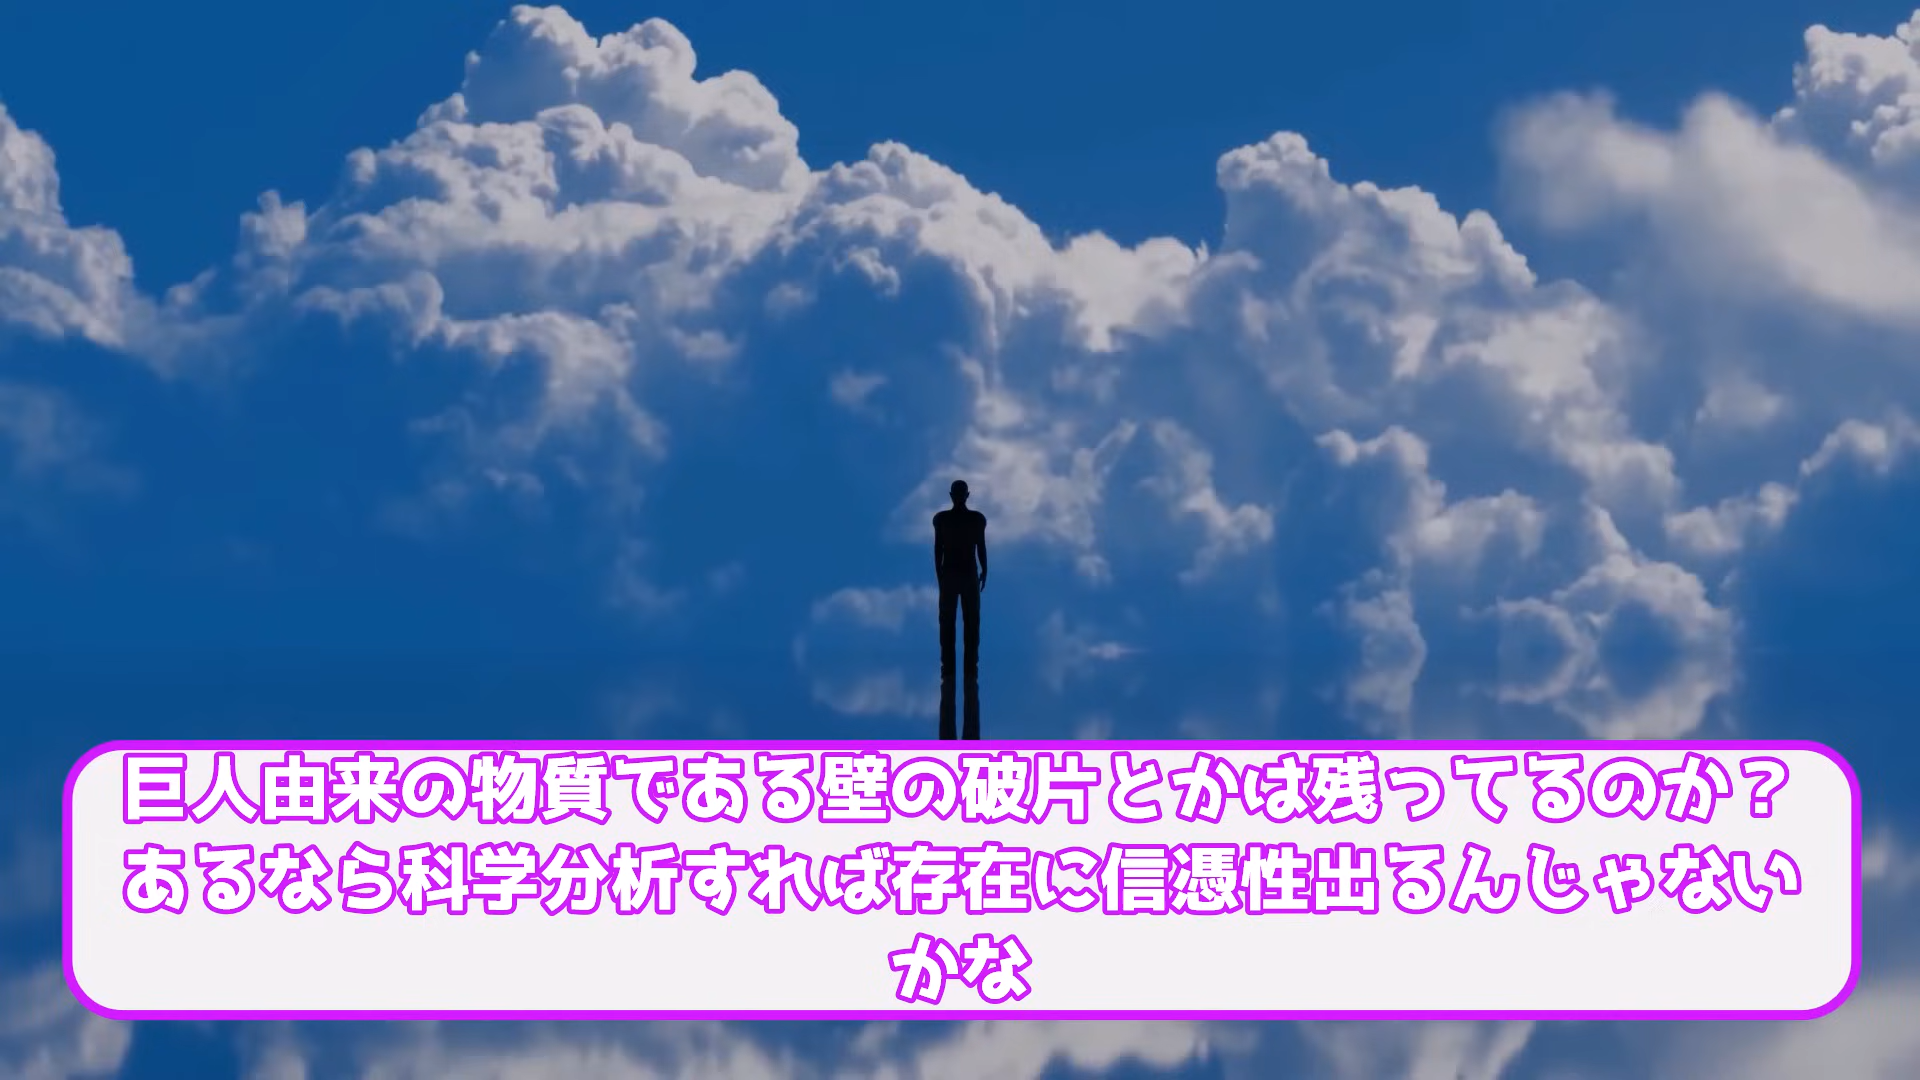 巨人由来の物質である壁の破片とかは残ってるのか？
あるなら科学分析すれば存在に信憑性出るんじゃない
かな